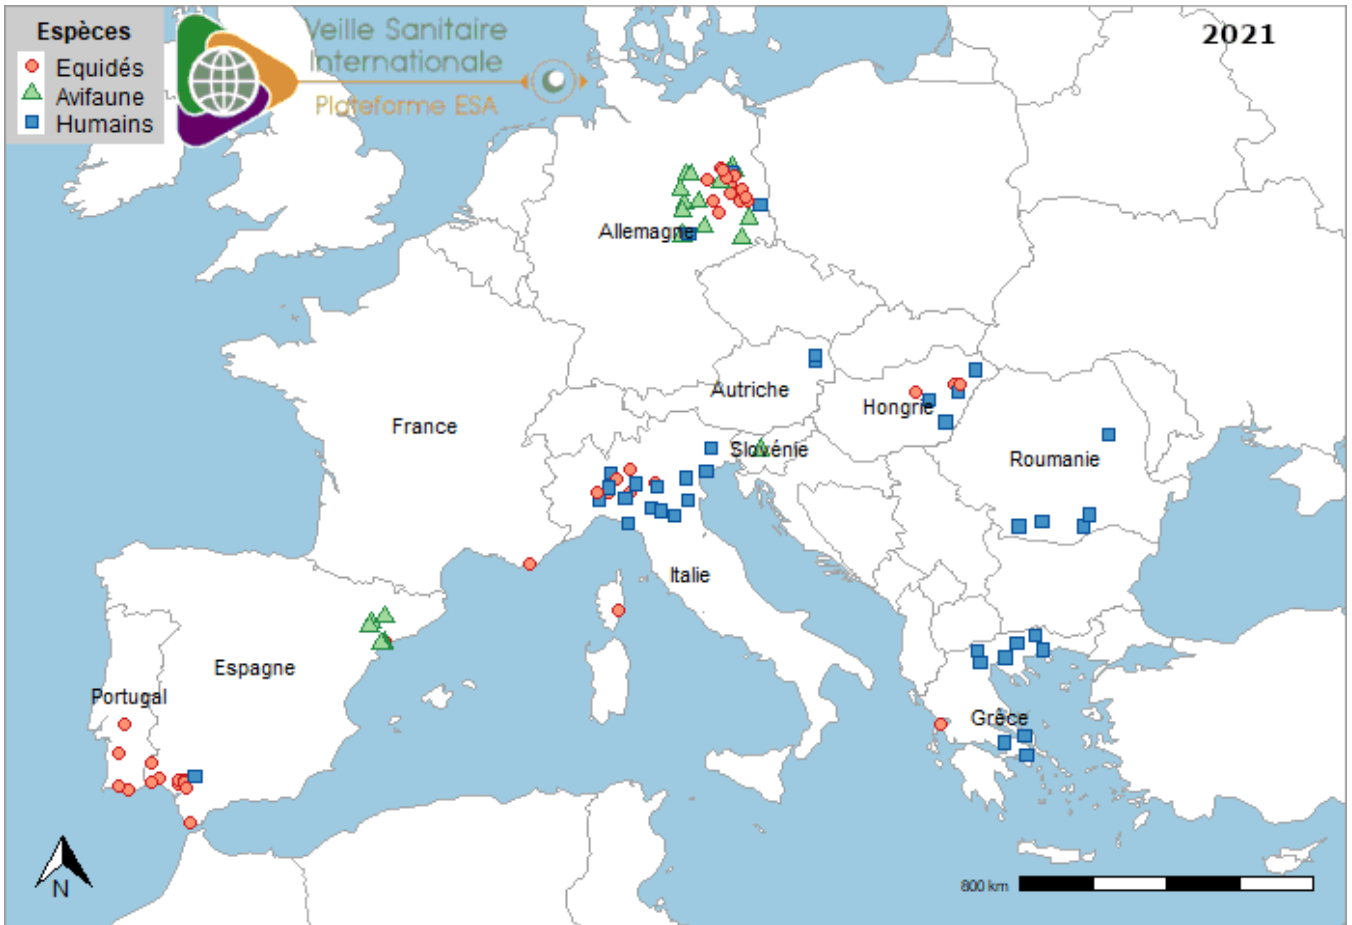 Espèces
Equidés
Avifaune
Humains
Veille Sanitaire
Internationale
Plateforme ESA
2021
Allemagne
Autriche
Hongrie
France
Slovénie
Roumanie
Italie
Espagne
Portugal
Grèce
N
800 km